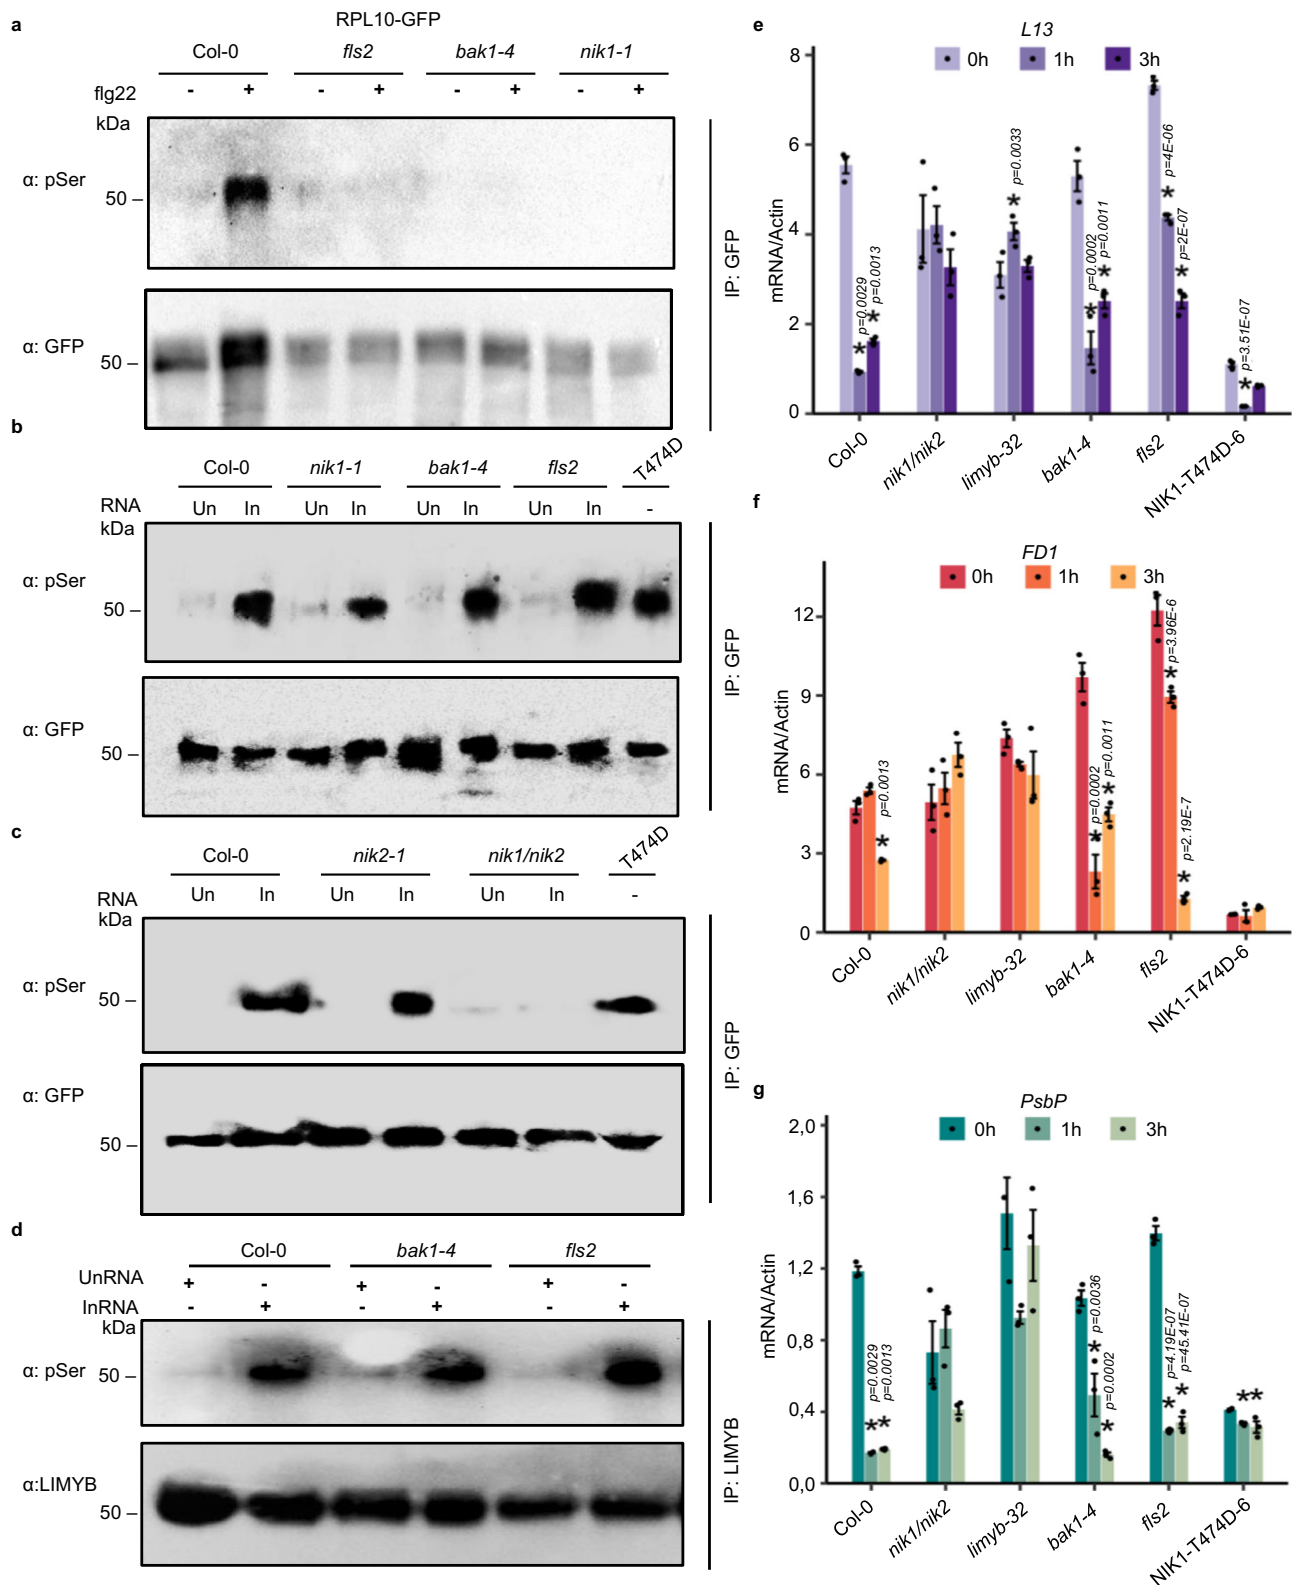 a
RPL10-GFP
Col-0 fls2 bak1-4 nik1-1
flg22 - + - + - + - +
kDa
α: pSer
50 –
α: GFP
50 –
IP: GFP
b
Col-0 nik1-1 bak1-4 fls2 T474D
RNA Un In Un In Un In Un In -
kDa
α: pSer
50 –
α: GFP
50 –
IP: GFP
c
Col-0 nik2-1 nik1/nik2 T474D
RNA Un In Un In Un In -
kDa
α: pSer
50 –
α: GFP
50 –
IP: GFP
d
Col-0 bak1-4 fls2
UnRNA + - + - + -
InRNA - + - + - +
kDa
α: pSer
50 –
α:LIMYB
50 –
IP: LIMYB
e
L13
0h 1h 3h
mRNA/Actin
8
6
4
2
0
* p=0.0029
* p=0.0013
* p=0.0033
* p=0.0002
* p=0.0011
* p=4E-06
* p=2E-07
* p=3.51E-07
Col-0 nik1/nik2 limyb-32 bak1-4 fls2 NIK1-T474D-6
f
FD1
0h 1h 3h
mRNA/Actin
12
9
6
3
0
* p=0.0013
* p=0.0002
* p=0.0011
* p=3.96E-6
* p=2.19E-7
Col-0 nik1/nik2 limyb-32 bak1-4 fls2 NIK1-T474D-6
g
PsbP
0h 1h 3h
mRNA/Actin
2,0
1,6
1,2
0,8
0,4
0,0
* p=0.0029
* p=0.0013
* p=0.0036
* p=0.0002
* p=4.19E-07
* p=45.41E-07
* *
Col-0 nik1/nik2 limyb-32 bak1-4 fls2 NIK1-T474D-6